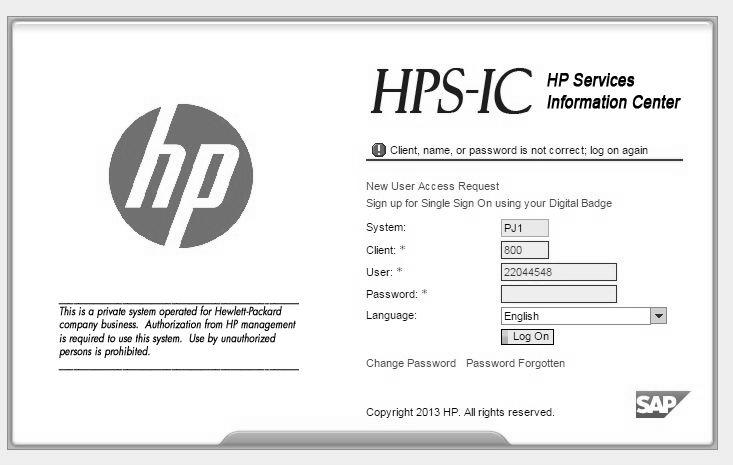 hp
This is a private system operated for Hewlett-Packard
company business. Authorization from HP management
is required to use this system. Use by unauthorized
persons is prohibited.
HPS-IC HP Services
Information Center
Client, name, or password is not correct; log on again
New User Access Request
Sign up for Single Sign On using your Digital Badge
System: PJ1
Client: * 800
User: * 22044548
Password: *
Language: English
Log On
Change Password Password Forgotten
Copyright 2013 HP. All rights reserved.
SAP